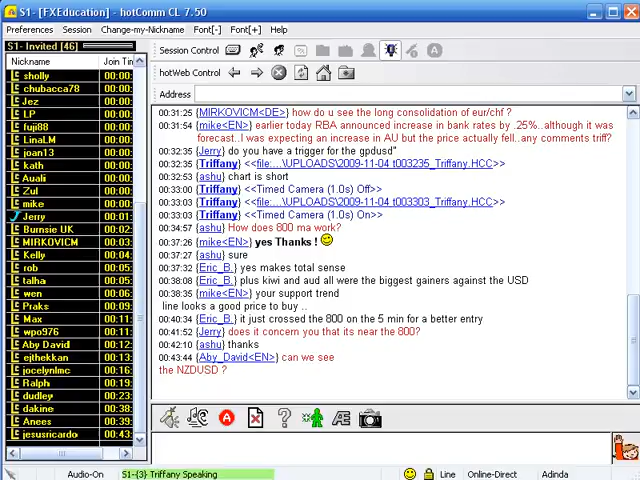 S1- [FXEducation] - hotComm CL 7.50
Preferences Session Change-my-Nickname Font[-] Font[+]
S1- Invited [46]
Session Control
Nickname Join Tim
hotWeb Control
Address
sholly 00:00:
chubacca78 00:00:
Jez 00:00:
LP 00:00:
fuji88 00:00:
LinaLM 00:00:
joan13 00:00:
kath 00:00:
Auali 00:00:
Zul 00:00:
mike 00:00:
Jerry 00:01:
Burnsie UK 00:02:
MIRKOVICM 00:02:
Kelly 00:04:
rob 00:05:
talha 00:05:
wen 00:06:
Praks 00:06:
Max 00:11:
wpo976 00:11:
Aby David 00:12:
ejthekkan 00:15:
jocelynlmc 00:16:
Ralph 00:19:
dudley 00:23:
dakine 00:38:
Anees 00:39:
jesusricardo 00:43:
00:31:25 {MIRKOVICM<DE>} how do u see the long consolidation of eur/chf ?
00:31:54 {mike<EN>} earlier today RBA announced increase in bank rates by .25%..although it was
forecast..I was expecting an increase in AU but the price actually fell..any comments triff?
00:32:35 {Jerry} do you have a trigger for the gpdusd"
00:32:35 {Triffany} <<file:...\UPLOADS\2009-11-04 t003235_Triffany.HCC>>
00:32:53 {ashu} chart is short
00:33:00 {Triffany} <<Timed Camera (1.0s) Off>>
00:33:03 {Triffany} <<file:...\UPLOADS\2009-11-04 t003303_Triffany.HCC>>
00:33:03 {Triffany} <<Timed Camera (1.0s) On>>
00:34:57 {ashu} How does 800 ma work?
00:37:26 {mike<EN>} yes Thanks !
00:37:27 {ashu} sure
00:37:32 {Eric_B.} yes makes total sense
00:38:08 {Eric_B.} plus kiwi and aud all were the biggest gainers against the USD
00:38:35 {mike<EN>} your support trend
line looks a good price to buy ..
00:40:34 {Eric_B.} it just crossed the 800 on the 5 min for a better entry
00:41:52 {Jerry} does it concern you that its near the 800?
00:42:10 {ashu} thanks
00:43:44 {Aby_David<EN>} can we see
the NZDUSD ?
Audio-On S1-{3} Triffany Speaking Line Online-Direct Adinda